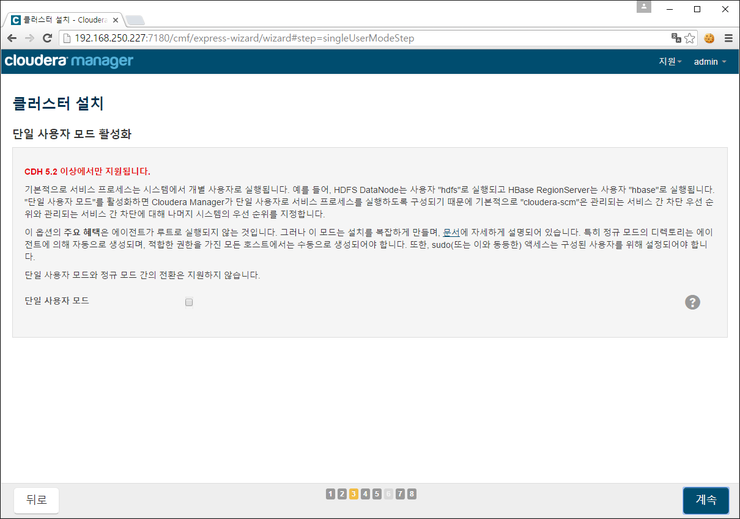 클러스터 설치 - Cloudera
192.168.250.227:7180/cmf/express-wizard/wizard#step=singleUserModeStep
cloudera manager
지원 admin
클러스터 설치
단일 사용자 모드 활성화
CDH 5.2 이상에서만 지원됩니다.
기본적으로 서비스 프로세스는 시스템에서 개별 사용자로 실행됩니다. 예를 들어, HDFS DataNode는 사용자 "hdfs"로 실행되고 HBase RegionServer는 사용자 "hbase"로 실행됩니다.
"단일 사용자 모드"를 활성화하면 Cloudera Manager가 단일 사용자로 서비스 프로세스를 실행하도록 구성되기 때문에 기본적으로 "cloudera-scm"은 관리되는 서비스 간 차단 우선 순
위와 관리되는 서비스 간 차단에 대해 나머지 시스템의 우선 순위를 지정합니다.
이 옵션의 주요 혜택은 에이전트가 루트로 실행되지 않는 것입니다. 그러나 이 모드는 설치를 복잡하게 만들며, 문서에 자세하게 설명되어 있습니다. 특히 정규 모드의 디렉토리는 에이
전트에 의해 자동으로 생성되며, 적합한 권한을 가진 모든 호스트에서는 수동으로 생성되어야 합니다. 또한, sudo(또는 이와 동등한) 액세스는 구성된 사용자를 위해 설정되어야 합니
다.
단일 사용자 모드와 정규 모드 간의 전환은 지원하지 않습니다.
단일 사용자 모드 ?
뒤로 1 2 3 4 5 6 7 8 계속